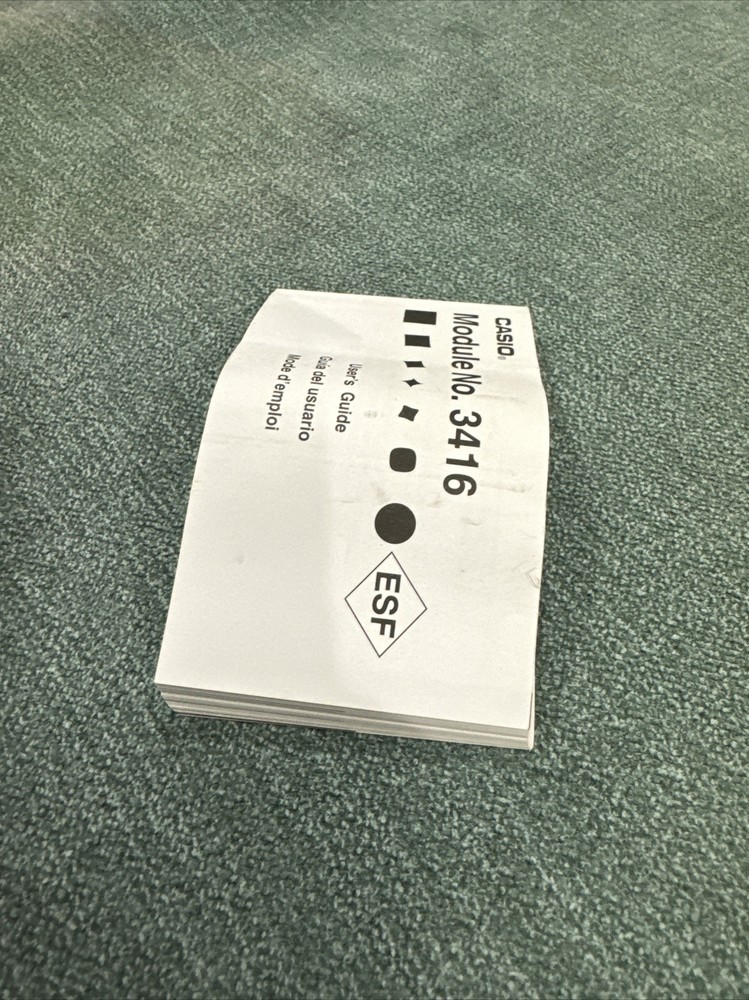 CASIO®
Module No. 3416
User's Guide
Guía del usuario
Mode d'emploi
ESF